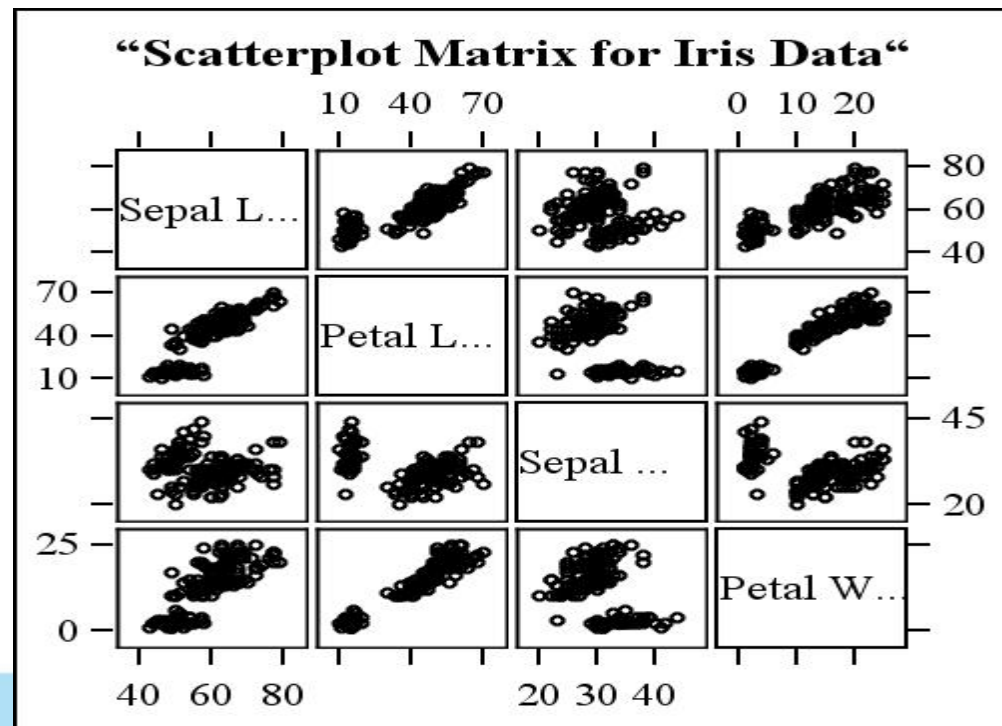 “Scatterplot Matrix for Iris Data“
10 40 70 0 10 20
80
Sepal L...
60
40
70
Petal L...
40
10
45
Sepal ...
20
25
Petal W...
0
40 60 80 20 30 40